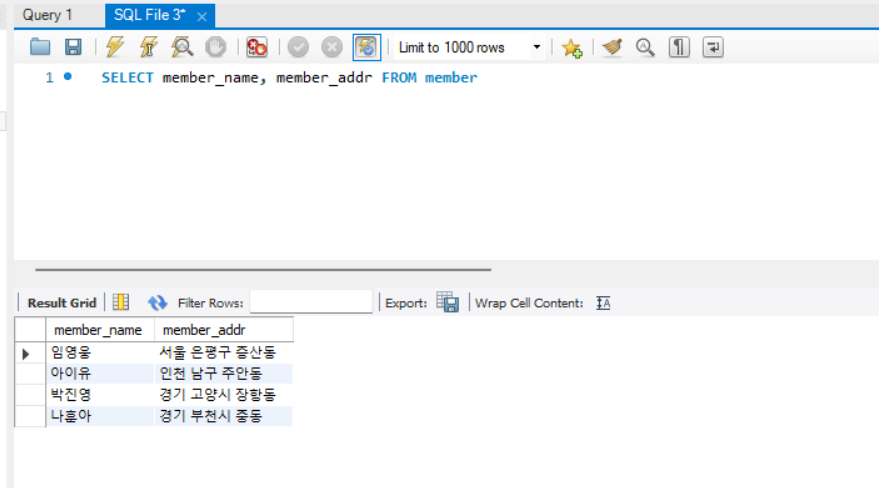 Query 1 SQL File 3*
Limit to 1000 rows
1 SELECT member_name, member_addr FROM member
Result Grid Filter Rows: Export: Wrap Cell Content:
member_name member_addr
임영웅 서울 은평구 증산동
아이유 인천 남구 주안동
박진영 경기 고양시 장항동
나훈아 경기 부천시 중동